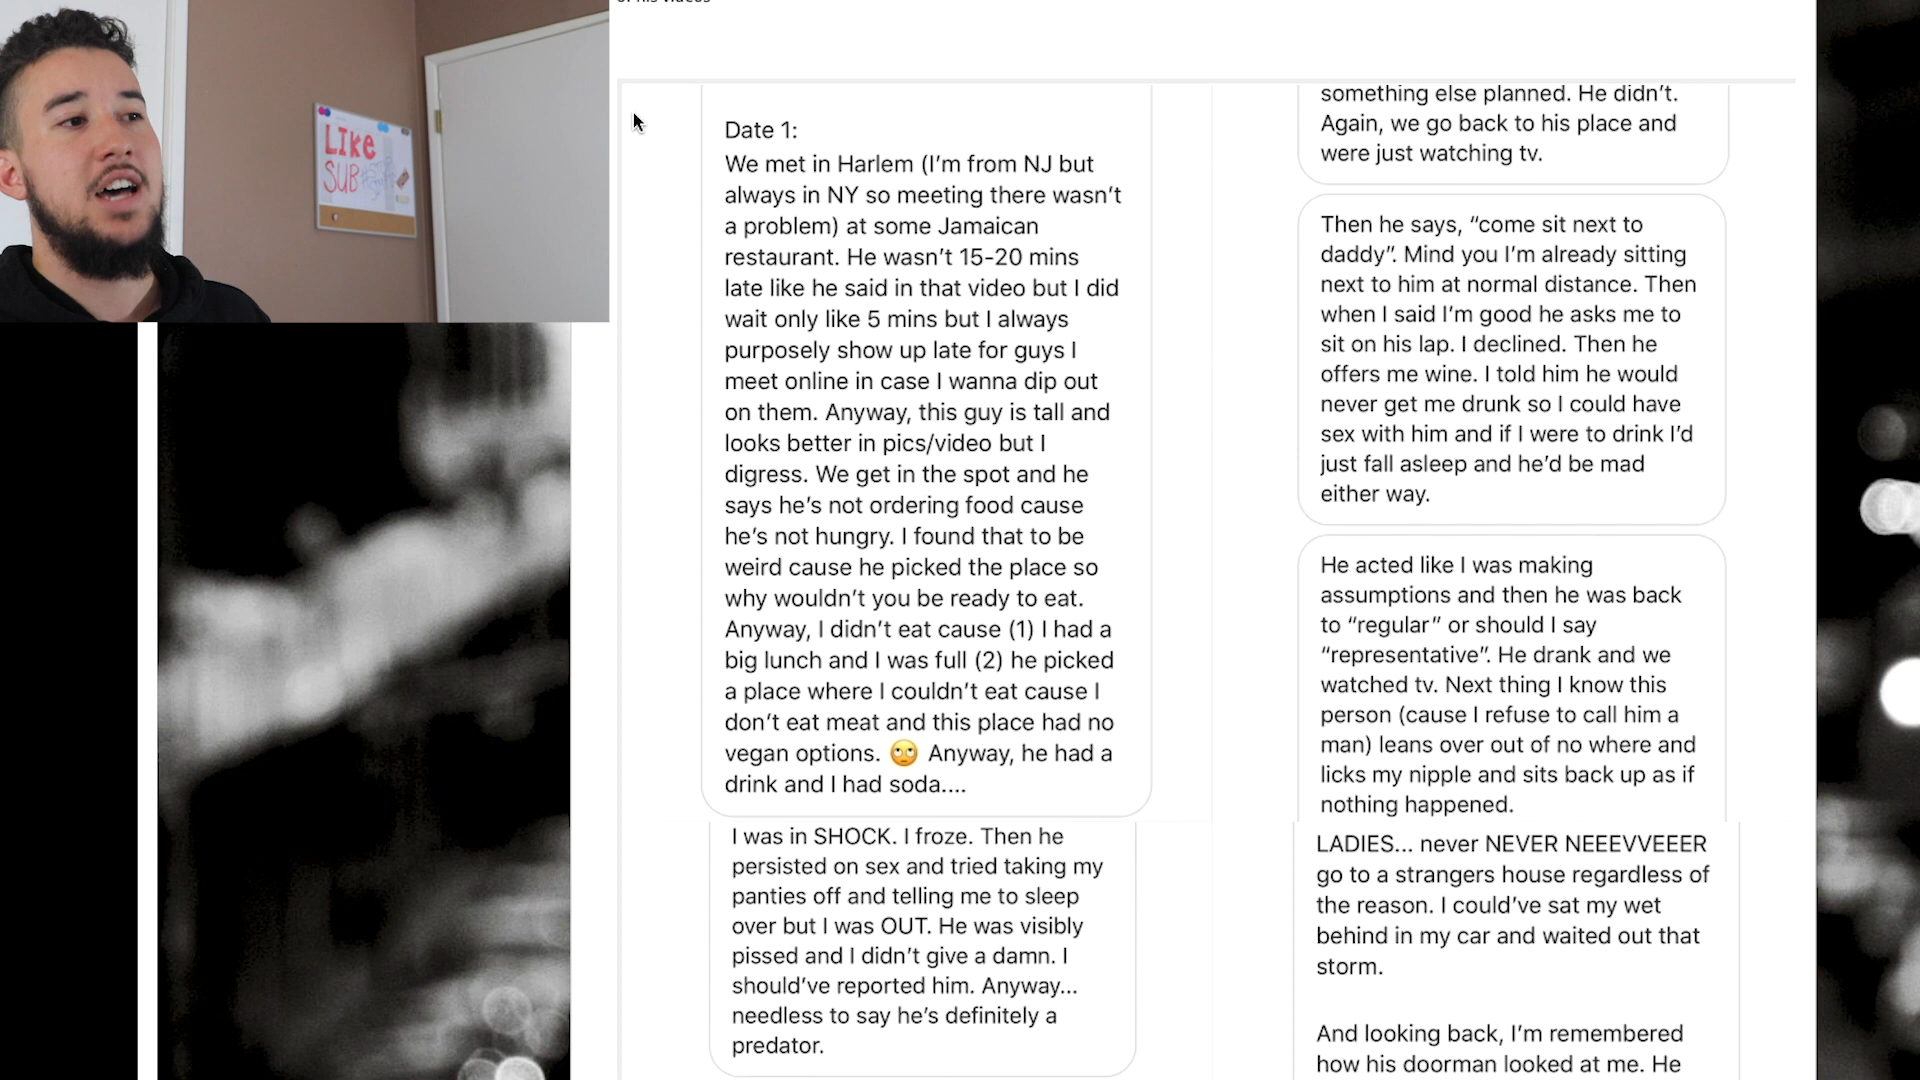 of his videos
LIKE
SUB
Date 1:
We met in Harlem (I’m from NJ but
always in NY so meeting there wasn’t
a problem) at some Jamaican
restaurant. He wasn’t 15-20 mins
late like he said in that video but I did
wait only like 5 mins but I always
purposely show up late for guys I
meet online in case I wanna dip out
on them. Anyway, this guy is tall and
looks better in pics/video but I
digress. We get in the spot and he
says he’s not ordering food cause
he’s not hungry. I found that to be
weird cause he picked the place so
why wouldn’t you be ready to eat.
Anyway, I didn’t eat cause (1) I had a
big lunch and I was full (2) he picked
a place where I couldn’t eat cause I
don’t eat meat and this place had no
vegan options. 🙄 Anyway, he had a
drink and I had soda....
something else planned. He didn’t.
Again, we go back to his place and
were just watching tv.
Then he says, “come sit next to
daddy”. Mind you I’m already sitting
next to him at normal distance. Then
when I said I’m good he asks me to
sit on his lap. I declined. Then he
offers me wine. I told him he would
never get me drunk so I could have
sex with him and if I were to drink I’d
just fall asleep and he’d be mad
either way.
He acted like I was making
assumptions and then he was back
to “regular” or should I say
“representative”. He drank and we
watched tv. Next thing I know this
person (cause I refuse to call him a
man) leans over out of no where and
licks my nipple and sits back up as if
nothing happened.
I was in SHOCK. I froze. Then he
persisted on sex and tried taking my
panties off and telling me to sleep
over but I was OUT. He was visibly
pissed and I didn’t give a damn. I
should’ve reported him. Anyway...
needless to say he’s definitely a
predator.
LADIES... never NEVER NEEEVVEEER
go to a strangers house regardless of
the reason. I could’ve sat my wet
behind in my car and waited out that
storm.
And looking back, I’m remembered
how his doorman looked at me. He